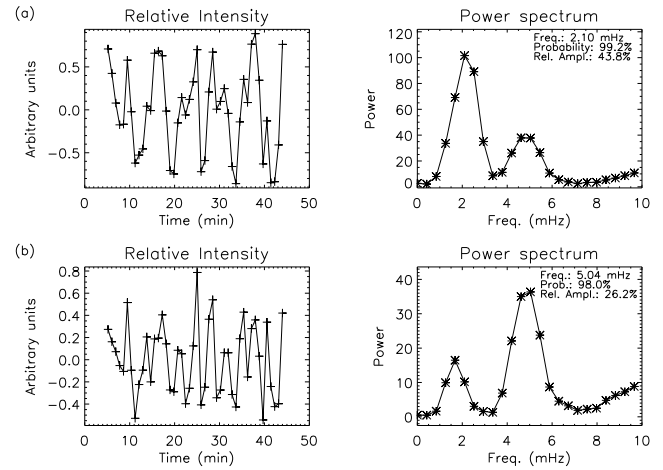 (a)
Relative Intensity
Arbitrary units
0.5
0.0
−0.5
0 10 20 30 40 50
Time (min)
Power spectrum
Freq.: 2.10 mHz
Probability: 99.2%
Rel. Ampl.: 43.8%
Power
120
100
80
60
40
20
0
0 2 4 6 8 10
Freq. (mHz)
(b)
Relative Intensity
Arbitrary units
0.8
0.6
0.4
0.2
0.0
−0.2
−0.4
0 10 20 30 40 50
Time (min)
Power spectrum
Freq.: 5.04 mHz
Prob.: 98.0%
Rel. Ampl.: 26.2%
Power
40
30
20
10
0
0 2 4 6 8 10
Freq. (mHz)